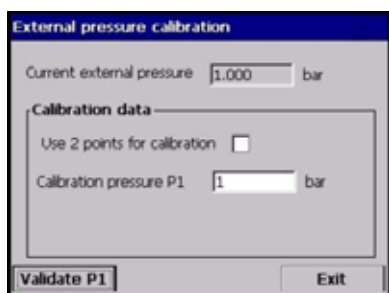 External pressure calibration
Current external pressure 1.000 bar
Calibration data
Use 2 points for calibration
Calibration pressure P1 1 bar
Validate P1 Exit